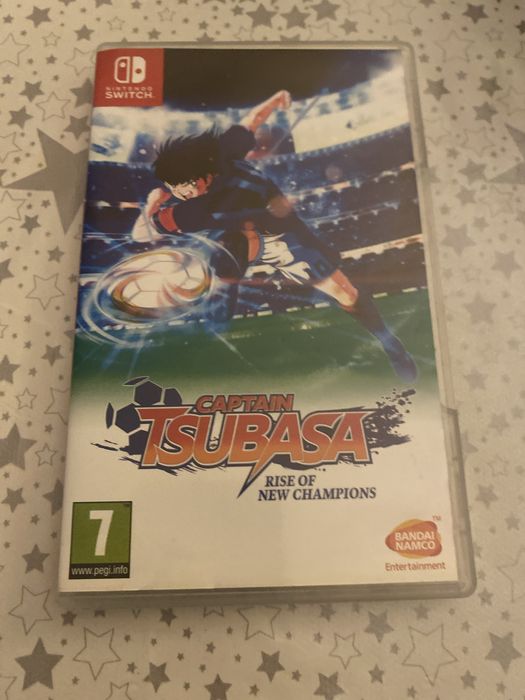 NINTENDO
SWITCH
CAPTAIN
TSUBASA
RISE OF
NEW CHAMPIONS
7
www.pegi.info
BANDAI
NAMCO
Entertainment